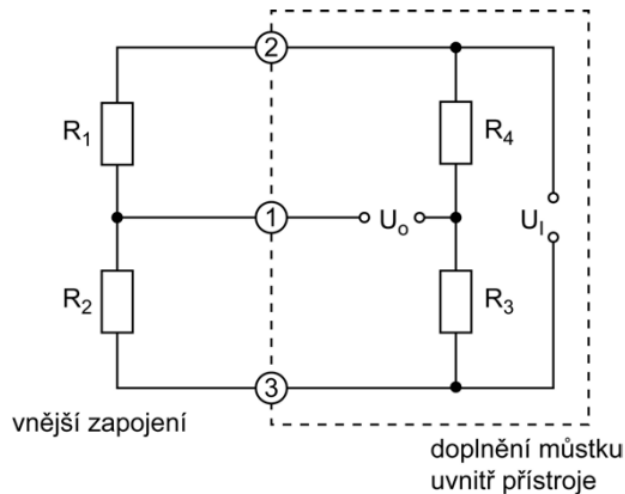 2
R₁
R₄
1
Uₒ
Uᵢ
R₂
R₃
3
vnější zapojení
doplnění můstku
uvnitř přístroje